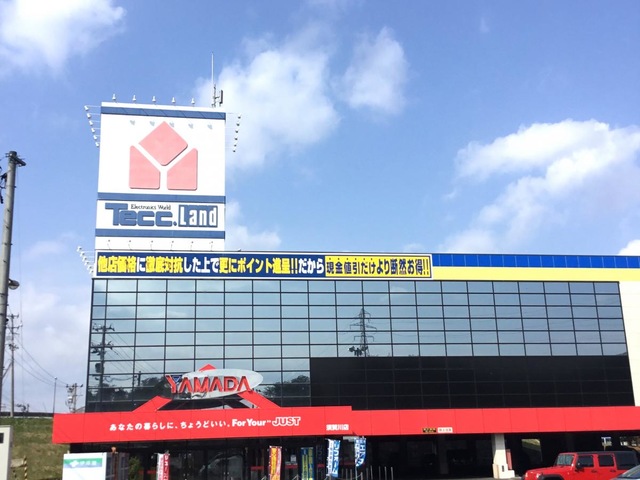 Electronics World
Tecc.Land
他店価格に徹底対抗した上で更にポイント進呈!!だから現金値引だけより断然お得!!
YAMADA
あなたの暮らしに、ちょうどいい。For Your JUST